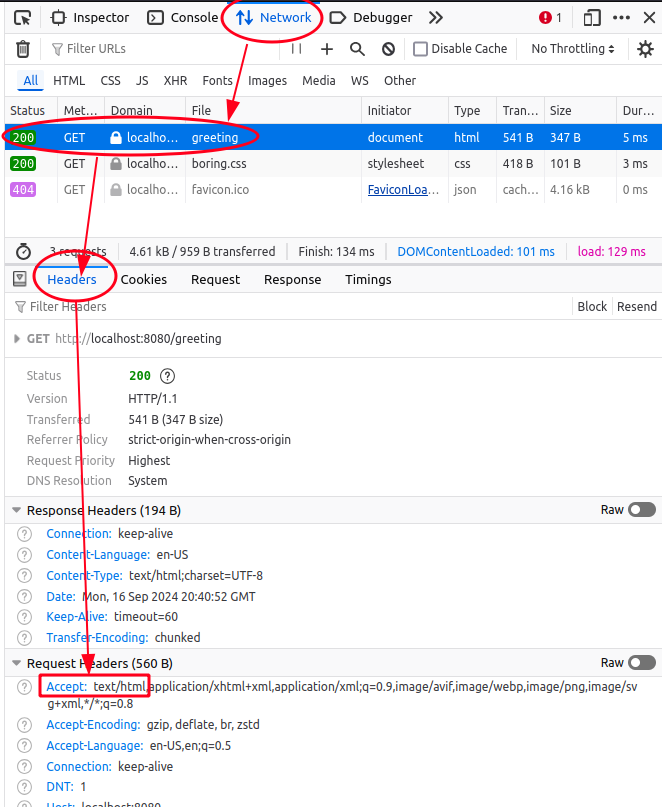 Inspector Console Network Debugger 1
Filter URLs Disable Cache No Throttling
All HTML CSS JS XHR Fonts Images Media WS Other
Status Met... Domain File Initiator Type Tran... Size Dur...
200 GET localho... greeting document html 541 B 347 B 5 ms
200 GET localho... boring.css stylesheet css 418 B 101 B 3 ms
404 GET localho... favicon.ico FaviconLoa... json cach... 4.16 kB 0 ms
3 requests 4.61 kB / 959 B transferred Finish: 134 ms DOMContentLoaded: 101 ms load: 129 ms
Headers Cookies Request Response Timings
Filter Headers Block Resend
GET http://localhost:8080/greeting
Status 200 ?
Version HTTP/1.1
Transferred 541 B (347 B size)
Referrer Policy strict-origin-when-cross-origin
Request Priority Highest
DNS Resolution System
Response Headers (194 B) Raw
? Connection: keep-alive
? Content-Language: en-US
? Content-Type: text/html;charset=UTF-8
? Date: Mon, 16 Sep 2024 20:40:52 GMT
? Keep-Alive: timeout=60
? Transfer-Encoding: chunked
Request Headers (560 B) Raw
? Accept: text/html,application/xhtml+xml,application/xml;q=0.9,image/avif,image/webp,image/png,image/sv
g+xml,*/*;q=0.8
? Accept-Encoding: gzip, deflate, br, zstd
? Accept-Language: en-US,en;q=0.5
? Connection: keep-alive
? DNT: 1
? Host: localhost:8080